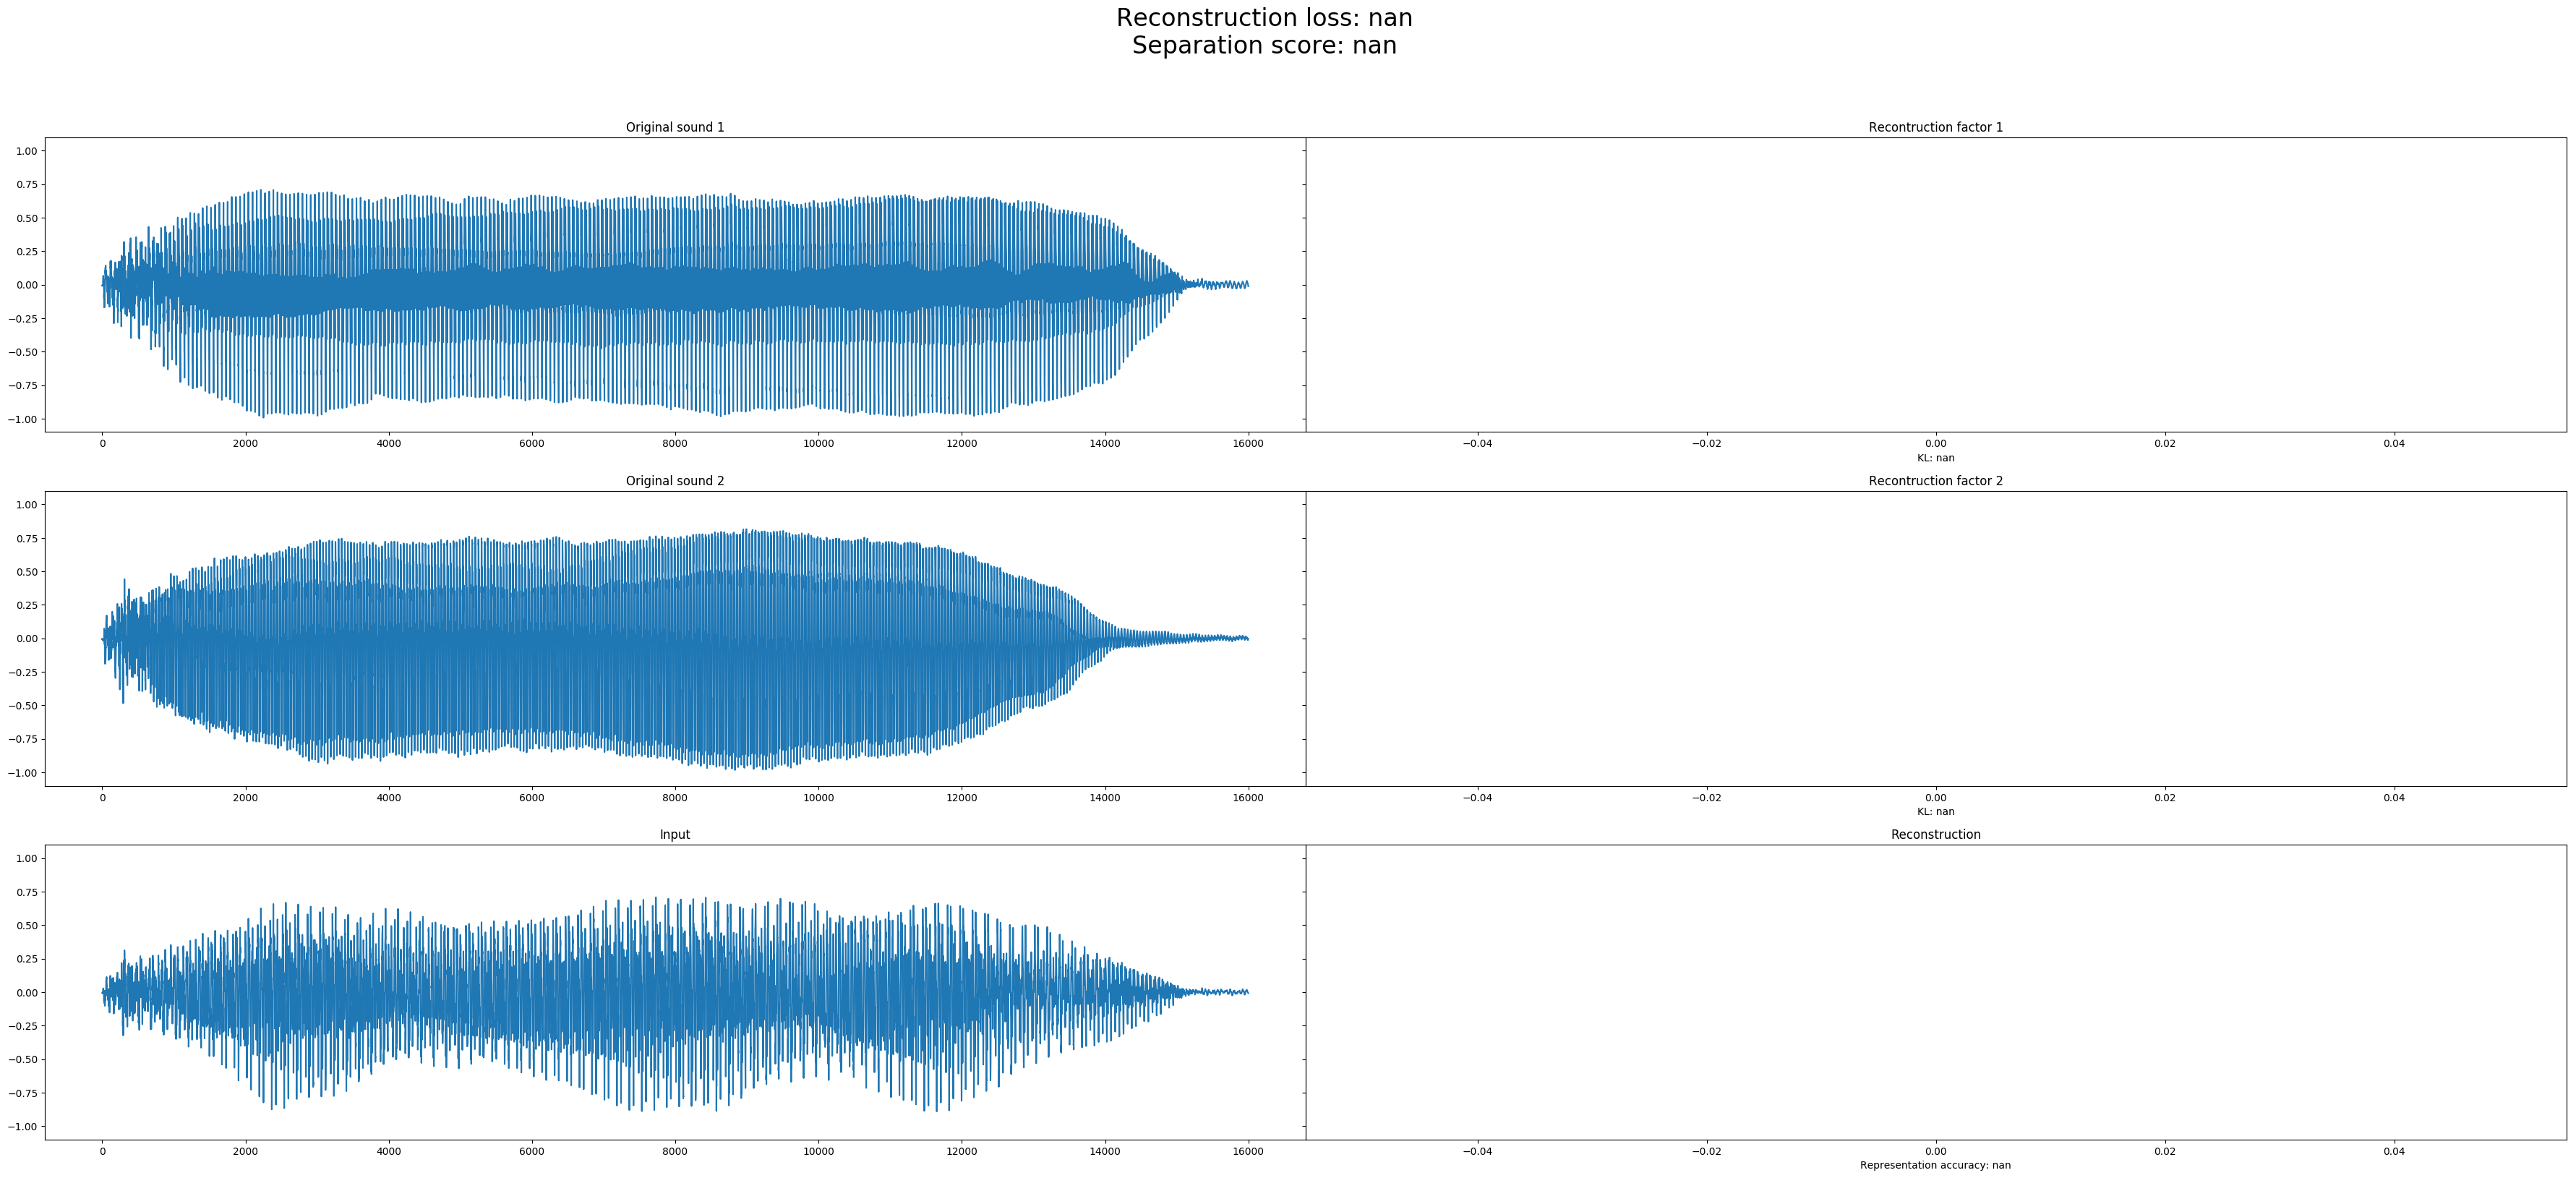 Reconstruction loss: nan
Separation score: nan
Original sound 1
Recontruction factor 1
1.00
0.75
0.50
0.25
0.00
−0.25
−0.50
−0.75
−1.00
0 2000 4000 6000 8000 10000 12000 14000 16000
−0.04 −0.02 0.00 0.02 0.04
KL: nan
Original sound 2
Recontruction factor 2
1.00
0.75
0.50
0.25
0.00
−0.25
−0.50
−0.75
−1.00
0 2000 4000 6000 8000 10000 12000 14000 16000
−0.04 −0.02 0.00 0.02 0.04
KL: nan
Input
Reconstruction
1.00
0.75
0.50
0.25
0.00
−0.25
−0.50
−0.75
−1.00
0 2000 4000 6000 8000 10000 12000 14000 16000
−0.04 −0.02 0.00 0.02 0.04
Representation accuracy: nan